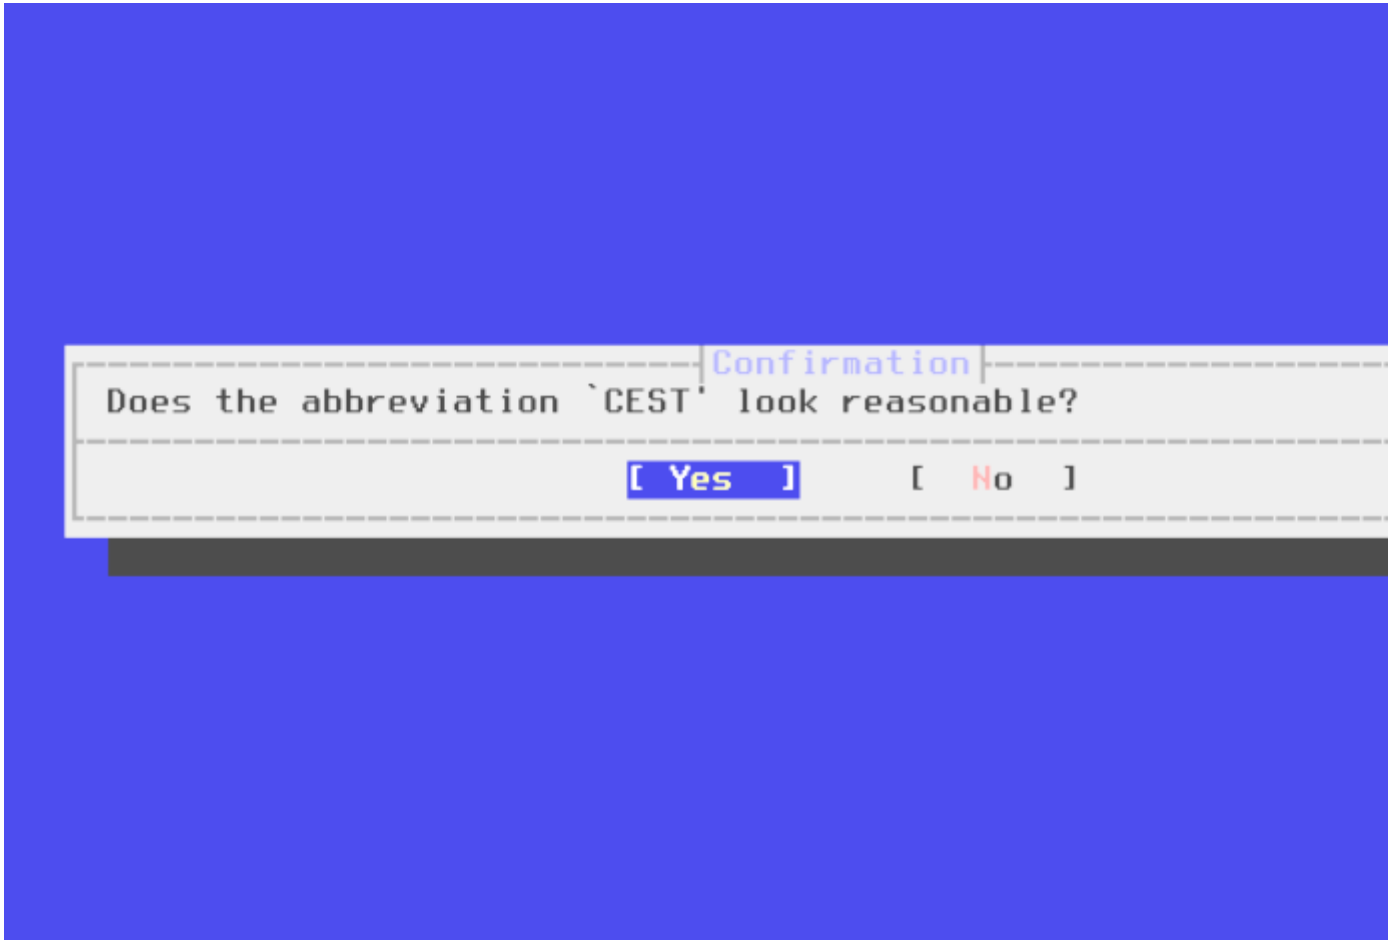 Confirmation
Does the abbreviation `CEST' look reasonable?
[ Yes ] [ No ]